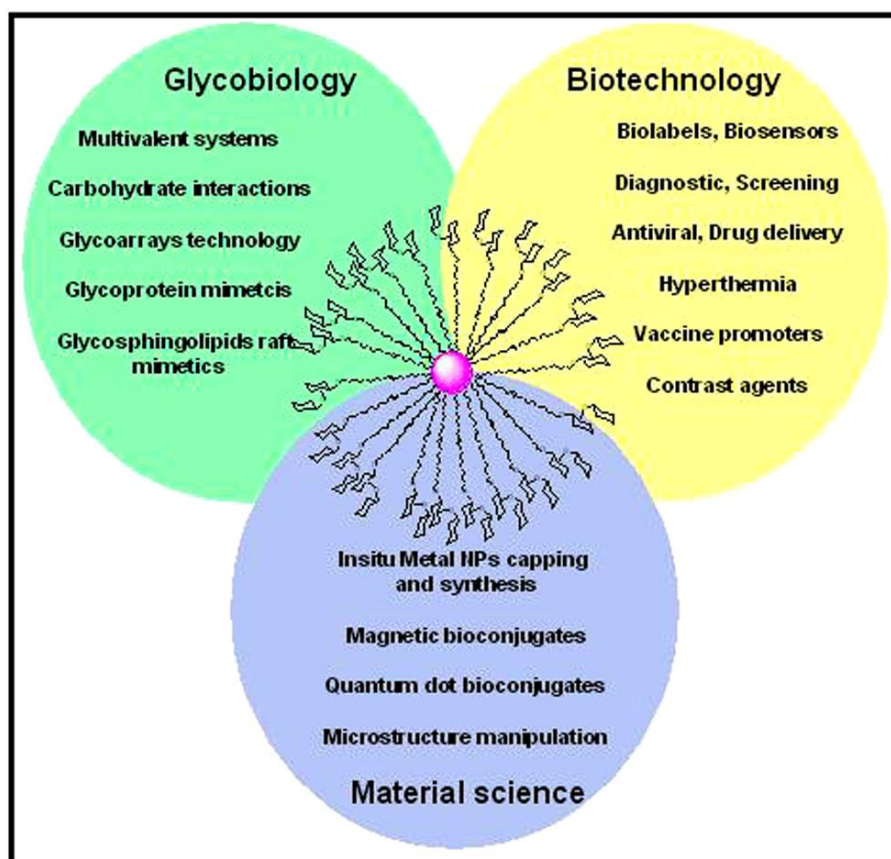 Glycobiology
Multivalent systems
Carbohydrate interactions
Glycoarrays technology
Glycoprotein mimetcis
Glycosphingolipids raft
mimetics
Biotechnology
Biolabels, Biosensors
Diagnostic, Screening
Antiviral, Drug delivery
Hyperthermia
Vaccine promoters
Contrast agents
Insitu Metal NPs capping
and synthesis
Magnetic bioconjugates
Quantum dot bioconjugates
Microstructure manipulation
Material science